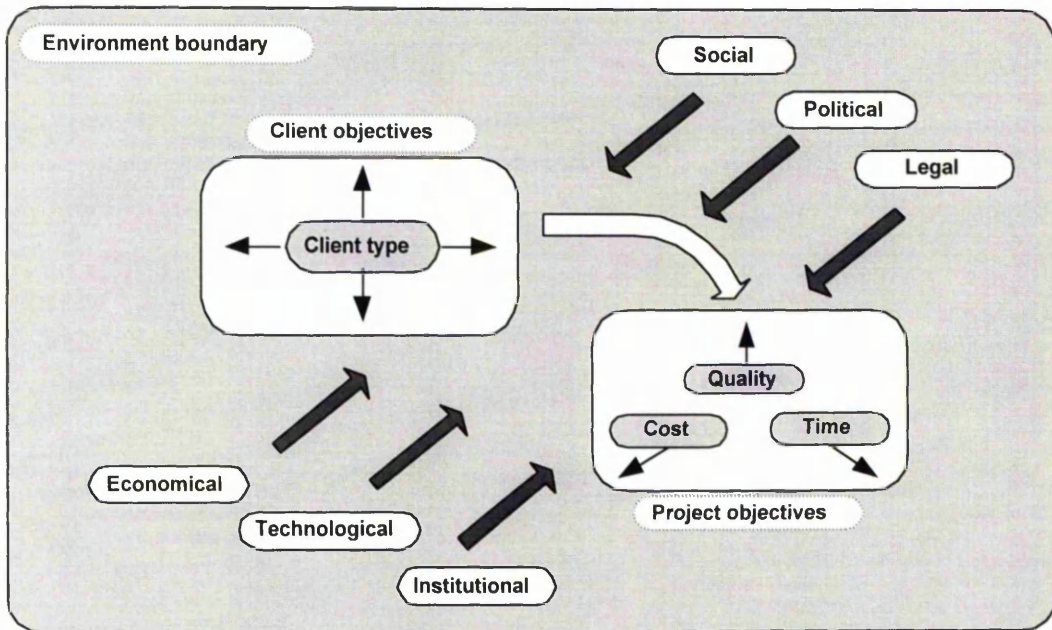 Environment boundary
Social
Political
Legal
Client objectives
Client type
Quality
Cost
Time
Project objectives
Economical
Technological
Institutional